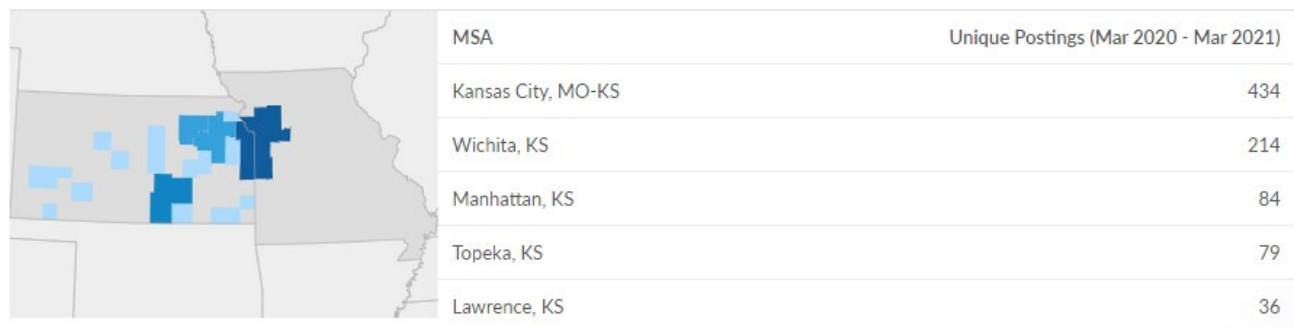 MSA Unique Postings (Mar 2020 - Mar 2021)
Kansas City, MO-KS 434
Wichita, KS 214
Manhattan, KS 84
Topeka, KS 79
Lawrence, KS 36